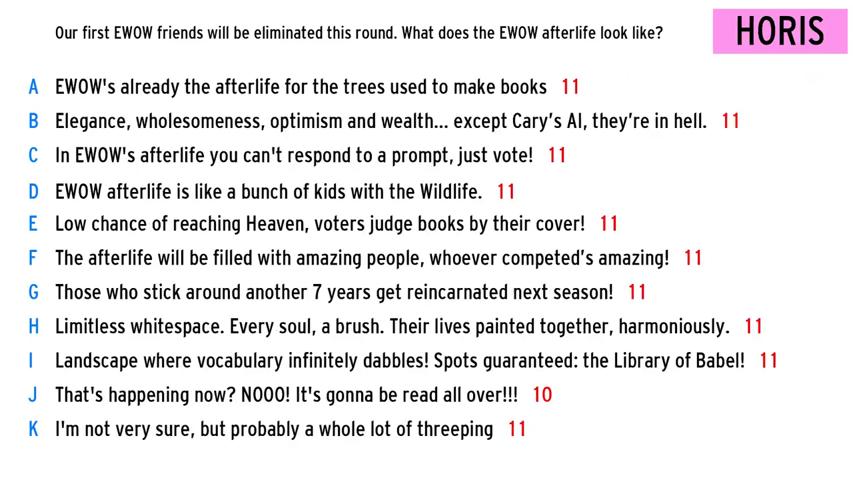 Our first EWOW friends will be eliminated this round. What does the EWOW afterlife look like?
HORIS
A EWOW's already the afterlife for the trees used to make books 11
B Elegance, wholesomeness, optimism and wealth... except Cary's AI, they’re in hell. 11
C In EWOW's afterlife you can't respond to a prompt, just vote! 11
D EWOW afterlife is like a bunch of kids with the Wildlife. 11
E Low chance of reaching Heaven, voters judge books by their cover! 11
F The afterlife will be filled with amazing people, whoever competed’s amazing! 11
G Those who stick around another 7 years get reincarnated next season! 11
H Limitless whitespace. Every soul, a brush. Their lives painted together, harmoniously. 11
I Landscape where vocabulary infinitely dabbles! Spots guaranteed: the Library of Babel! 11
J That's happening now? NOOO! It's gonna be read all over!!! 10
K I'm not very sure, but probably a whole lot of threeping 11